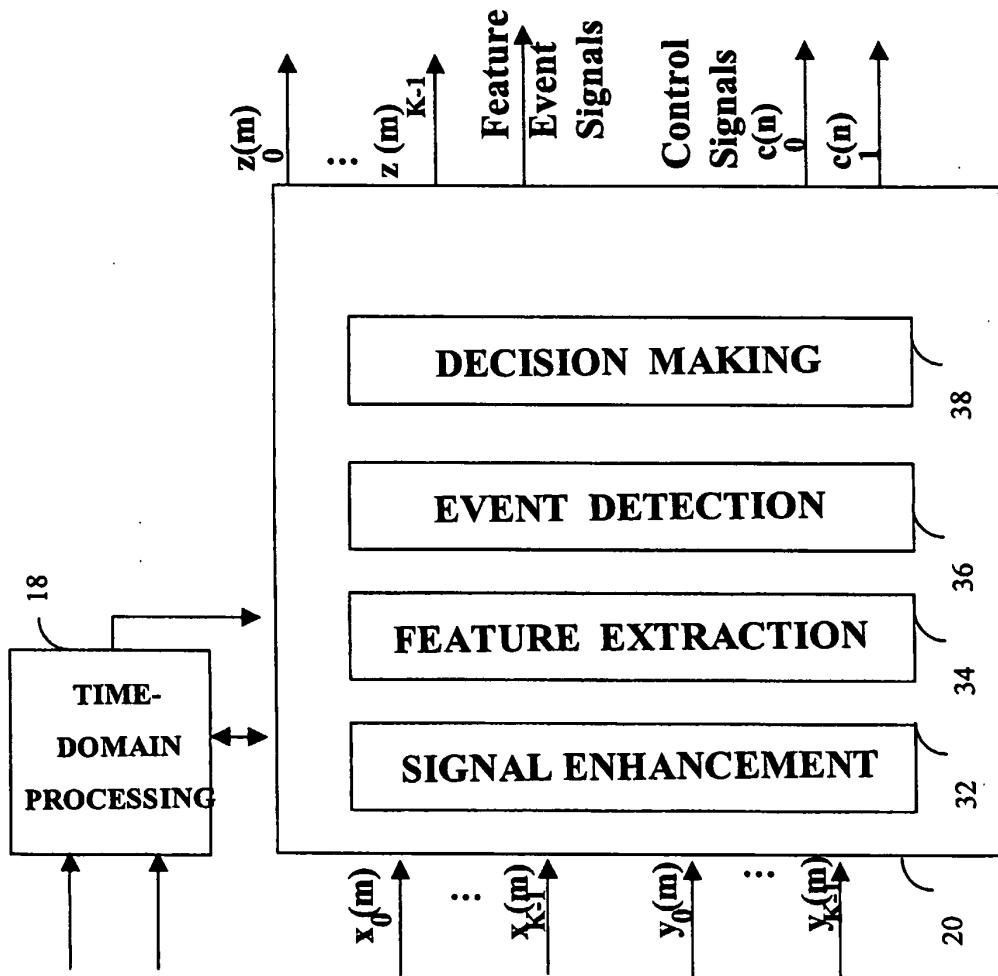 18
TIME-
DOMAIN
PROCESSING
z(m)
0
...
z (m)
K-1
Feature
Event
Signals
Control
Signals
c(n)
0
c(n)
1
DECISION MAKING
38
EVENT DETECTION
36
FEATURE EXTRACTION
34
SIGNAL ENHANCEMENT
32
x0(m)
...
xK-1(m)
y0(m)
...
yK-1(m)
20